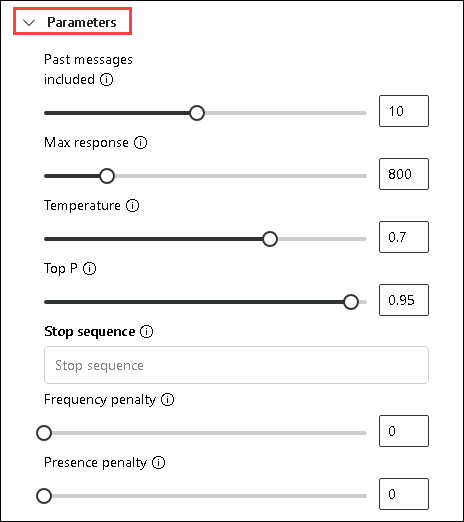 Parameters
Past messages
included
10
Max response
800
Temperature
0.7
Top P
0.95
Stop sequence
Stop sequence
Frequency penalty
0
Presence penalty
0